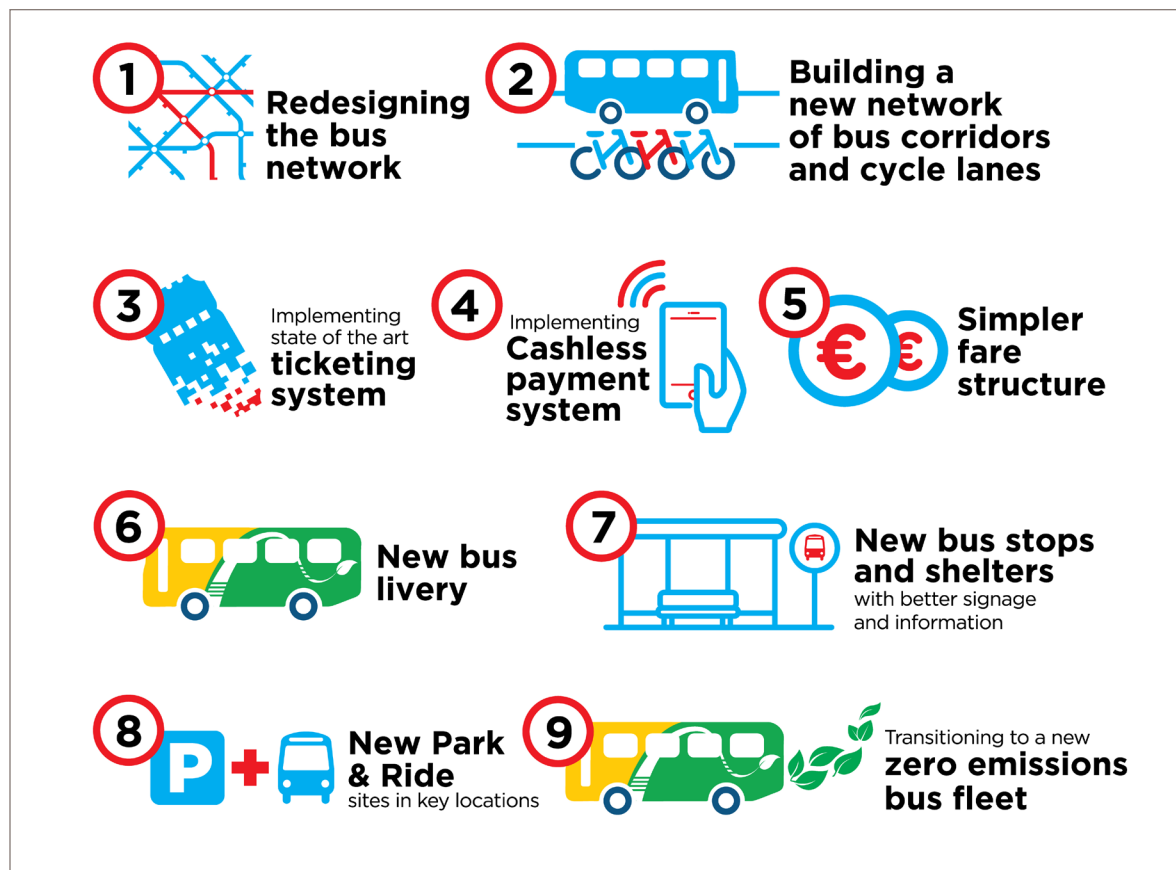 1
Redesigning
the bus
network
2
Building a
new network
of bus corridors
and cycle lanes
3
Implementing
state of the art
ticketing
system
4
Implementing
Cashless
payment
system
5
€
€
Simpler
fare
structure
6
New bus
livery
7
New bus stops
and shelters
with better signage
and information
8
P
+
New Park
& Ride
sites in key locations
9
Transitioning to a new
zero emissions
bus fleet